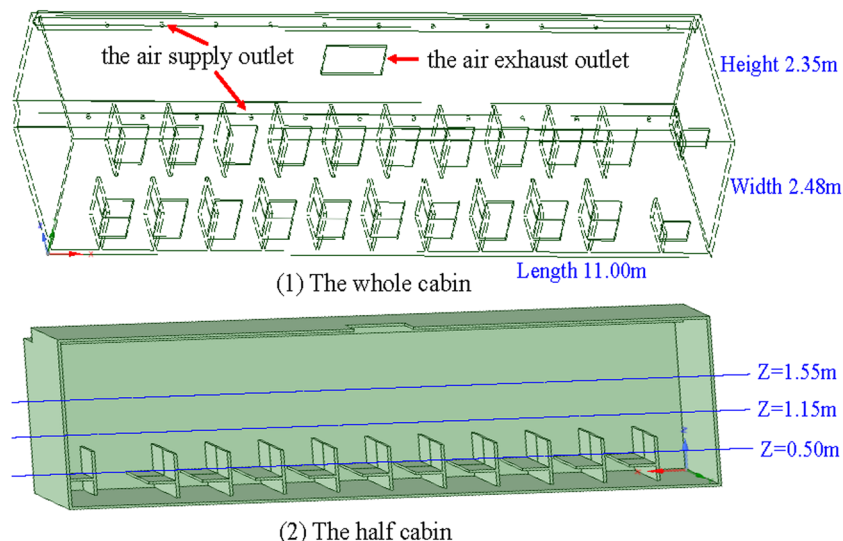 the air supply outlet
the air exhaust outlet
Height 2.35m
Width 2.48m
Length 11.00m
(1) The whole cabin
Z=1.55m
Z=1.15m
Z=0.50m
(2) The half cabin